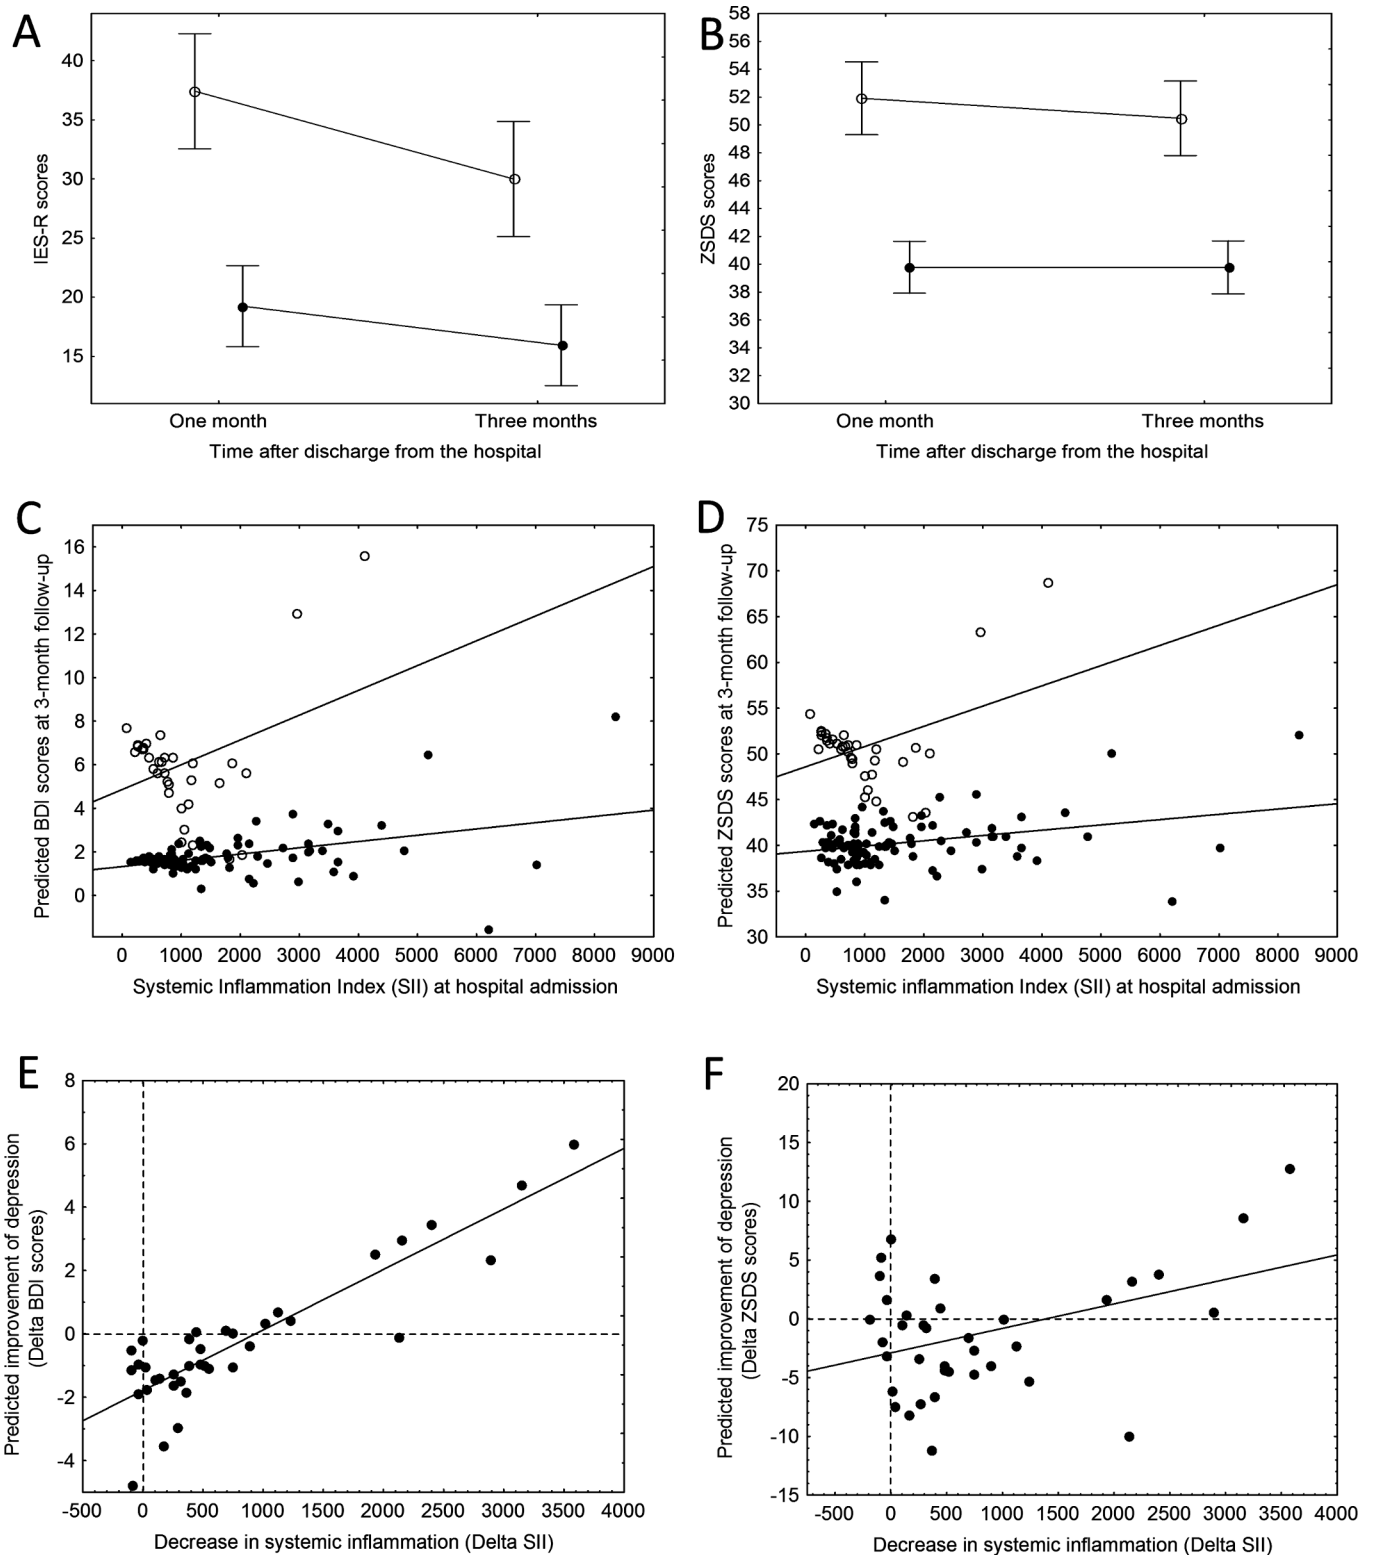 A
40
35
30
25
20
15
IES-R scores
One month
Three months
Time after discharge from the hospital
B
58
56
54
52
50
48
46
44
42
40
38
36
34
32
30
ZSDS scores
One month
Three months
Time after discharge from the hospital
C
16
14
12
10
8
6
4
2
0
Predicted BDI scores at 3-month follow-up
0 1000 2000 3000 4000 5000 6000 7000 8000 9000
Systemic Inflammation Index (SII) at hospital admission
D
75
70
65
60
55
50
45
40
35
30
Predicted ZSDS scores at 3-month follow-up
0 1000 2000 3000 4000 5000 6000 7000 8000 9000
Systemic inflammation Index (SII) at hospital admission
E
8
6
4
2
0
-2
-4
Predicted improvement of depression
(Delta BDI scores)
-500 0 500 1000 1500 2000 2500 3000 3500 4000
Decrease in systemic inflammation (Delta SII)
F
20
15
10
5
0
-5
-10
-15
Predicted improvement of depression
(Delta ZSDS scores)
-500 0 500 1000 1500 2000 2500 3000 3500 4000
Decrease in systemic inflammation (Delta SII)